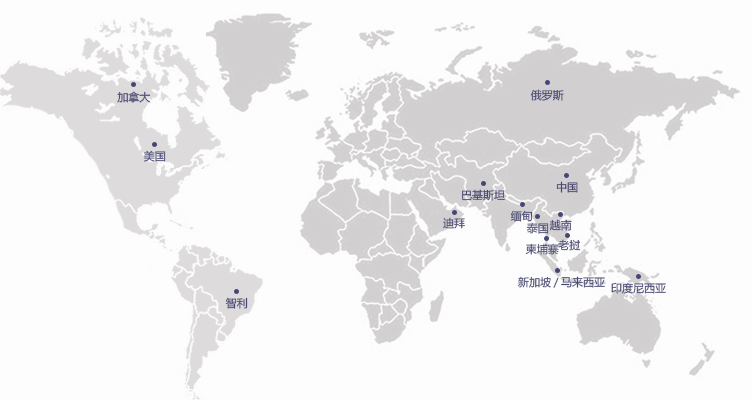 俄罗斯
加拿大
美国
中国
巴基斯坦
缅甸
迪拜
泰国
越南
柬埔寨
老挝
新加坡 / 马来西亚
印度尼西亚
智利